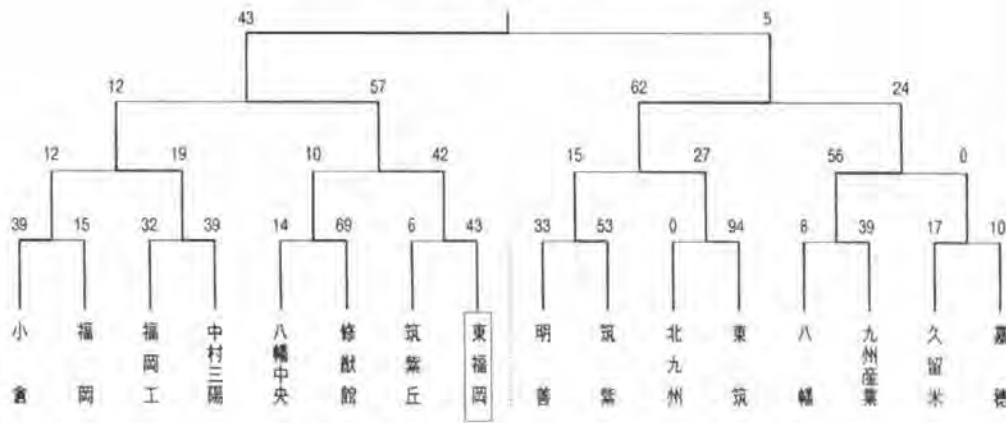 43 5
12 57 62 24
12 19 10 42 15 27 56 0
39 15 32 39 14 69 6 43 33 53 0 94 8 39 17 10
小倉
福岡
福岡工
中村三陽
八幡中央
修猷館
筑紫丘
東福岡
明善
筑紫
北九州
東筑
八幡
九州産業
久留米
嘉穂